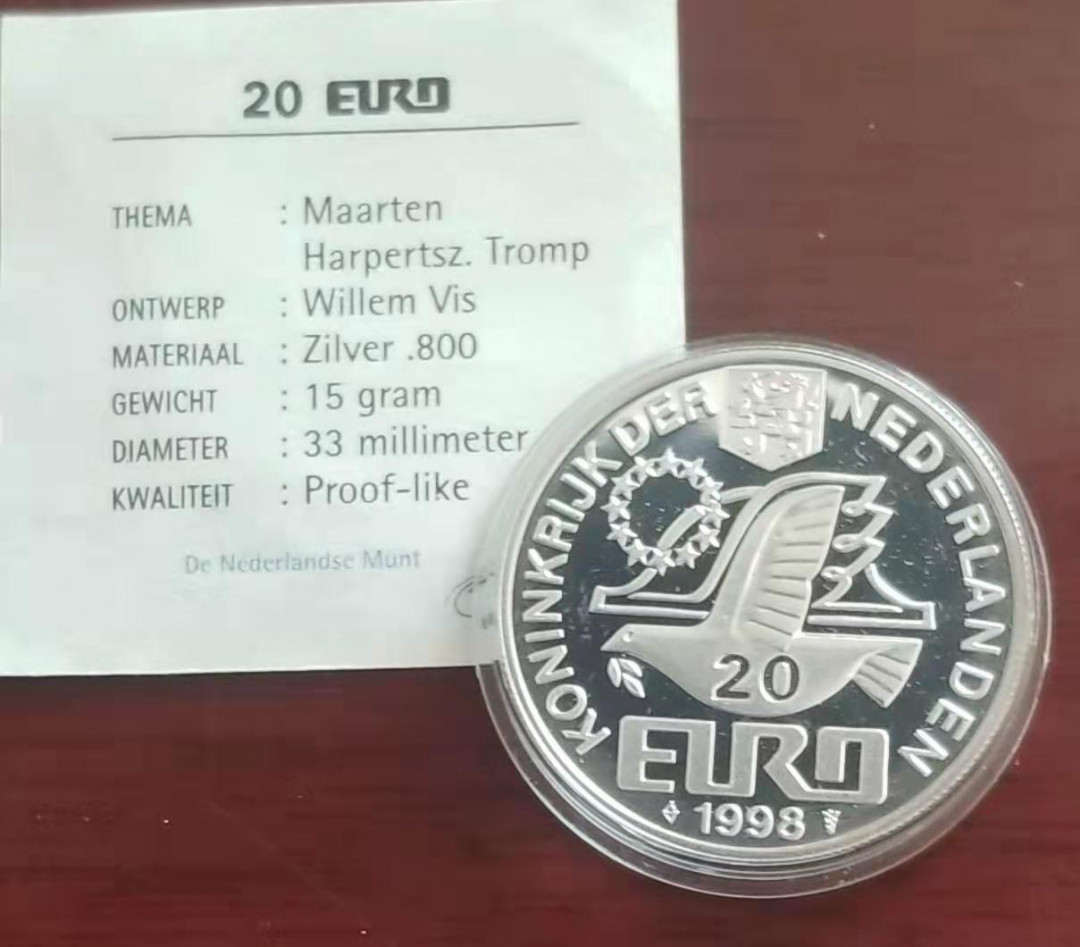 20 EURO
THEMA : Maarten
Harpertsz. Tromp
ONTWERP : Willem Vis
MATERIAAL : Zilver .800
GEWICHT : 15 gram
DIAMETER : 33 millimeter
KWALITEIT : Proof-like
De Nederlandse Munt
KONINKRIJK DER NEDERLANDEN
20
EURO
1998